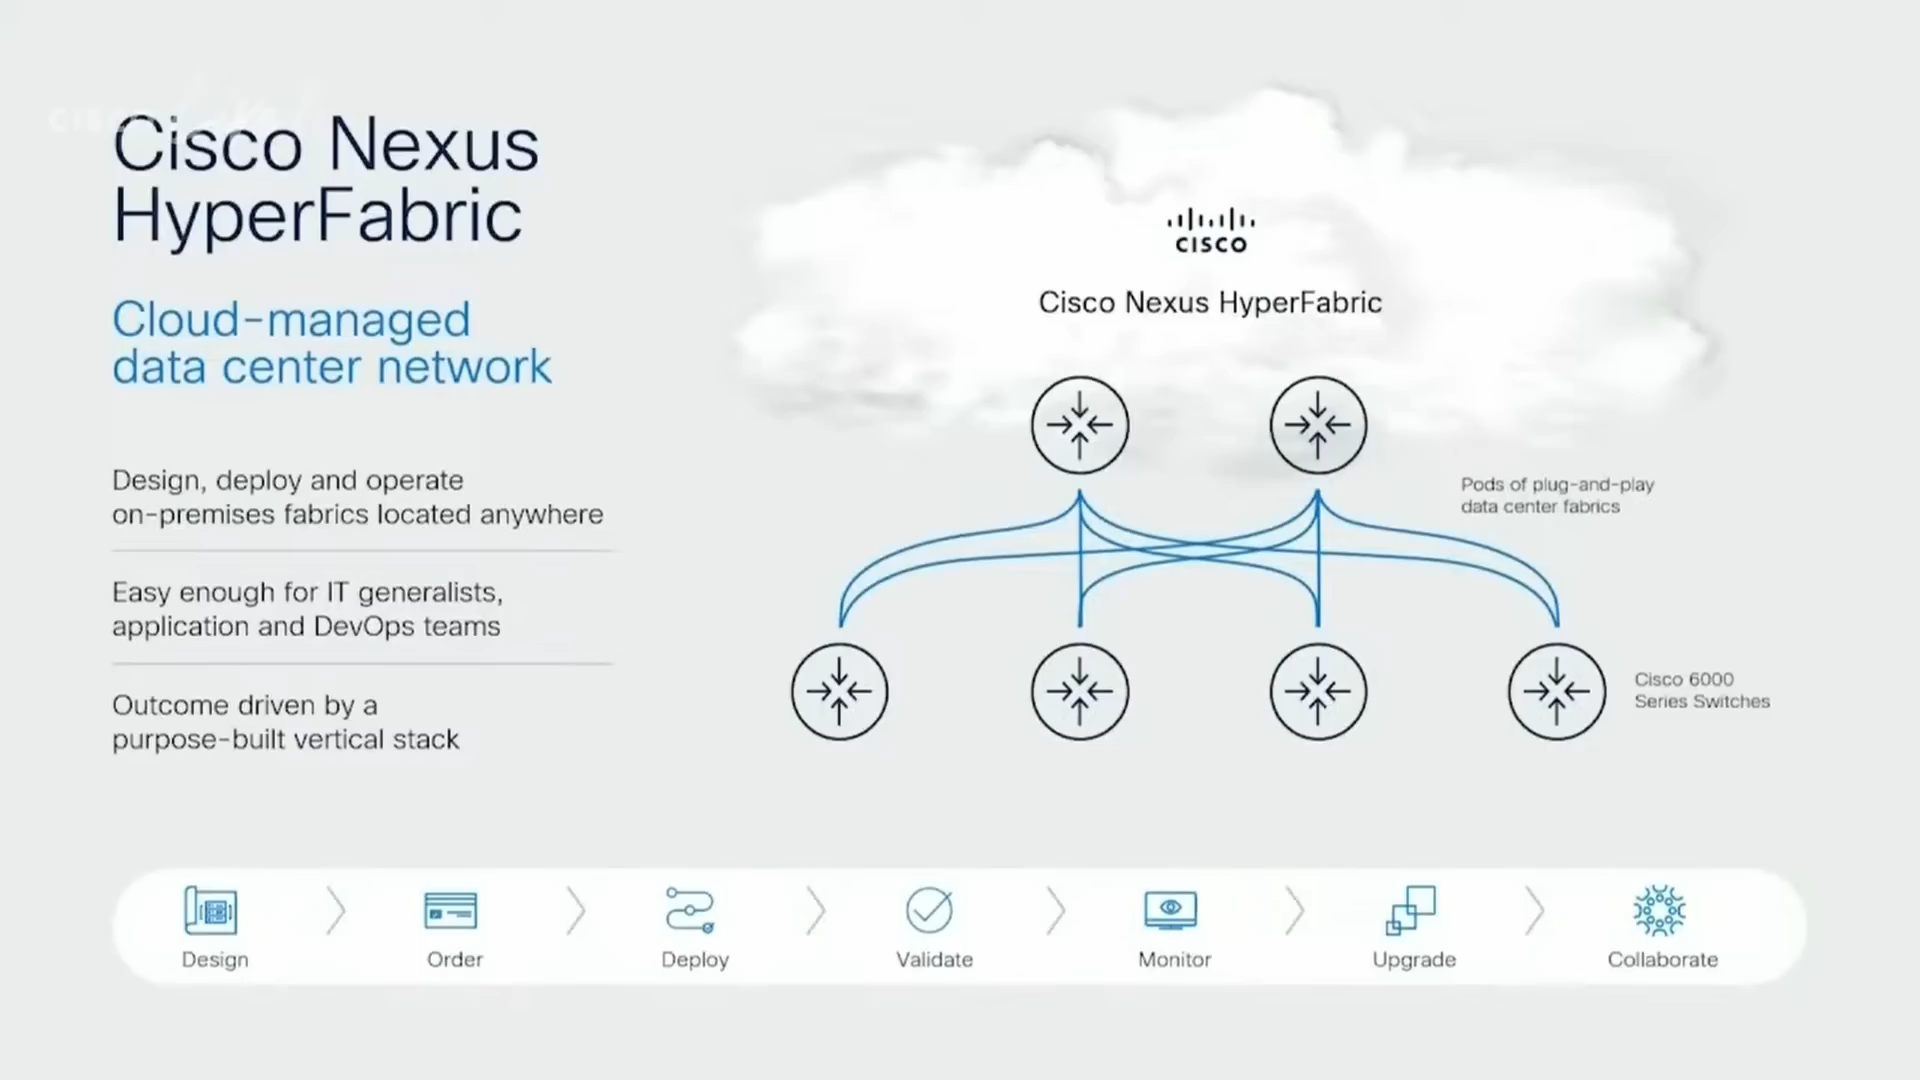 Cisco Nexus
HyperFabric
Cloud-managed
data center network
Design, deploy and operate
on-premises fabrics located anywhere
Easy enough for IT generalists,
application and DevOps teams
Outcome driven by a
purpose-built vertical stack
CISCO
Cisco Nexus HyperFabric
Pods of plug-and-play
data center fabrics
Cisco 6000
Series Switches
Design
Order
Deploy
Validate
Monitor
Upgrade
Collaborate